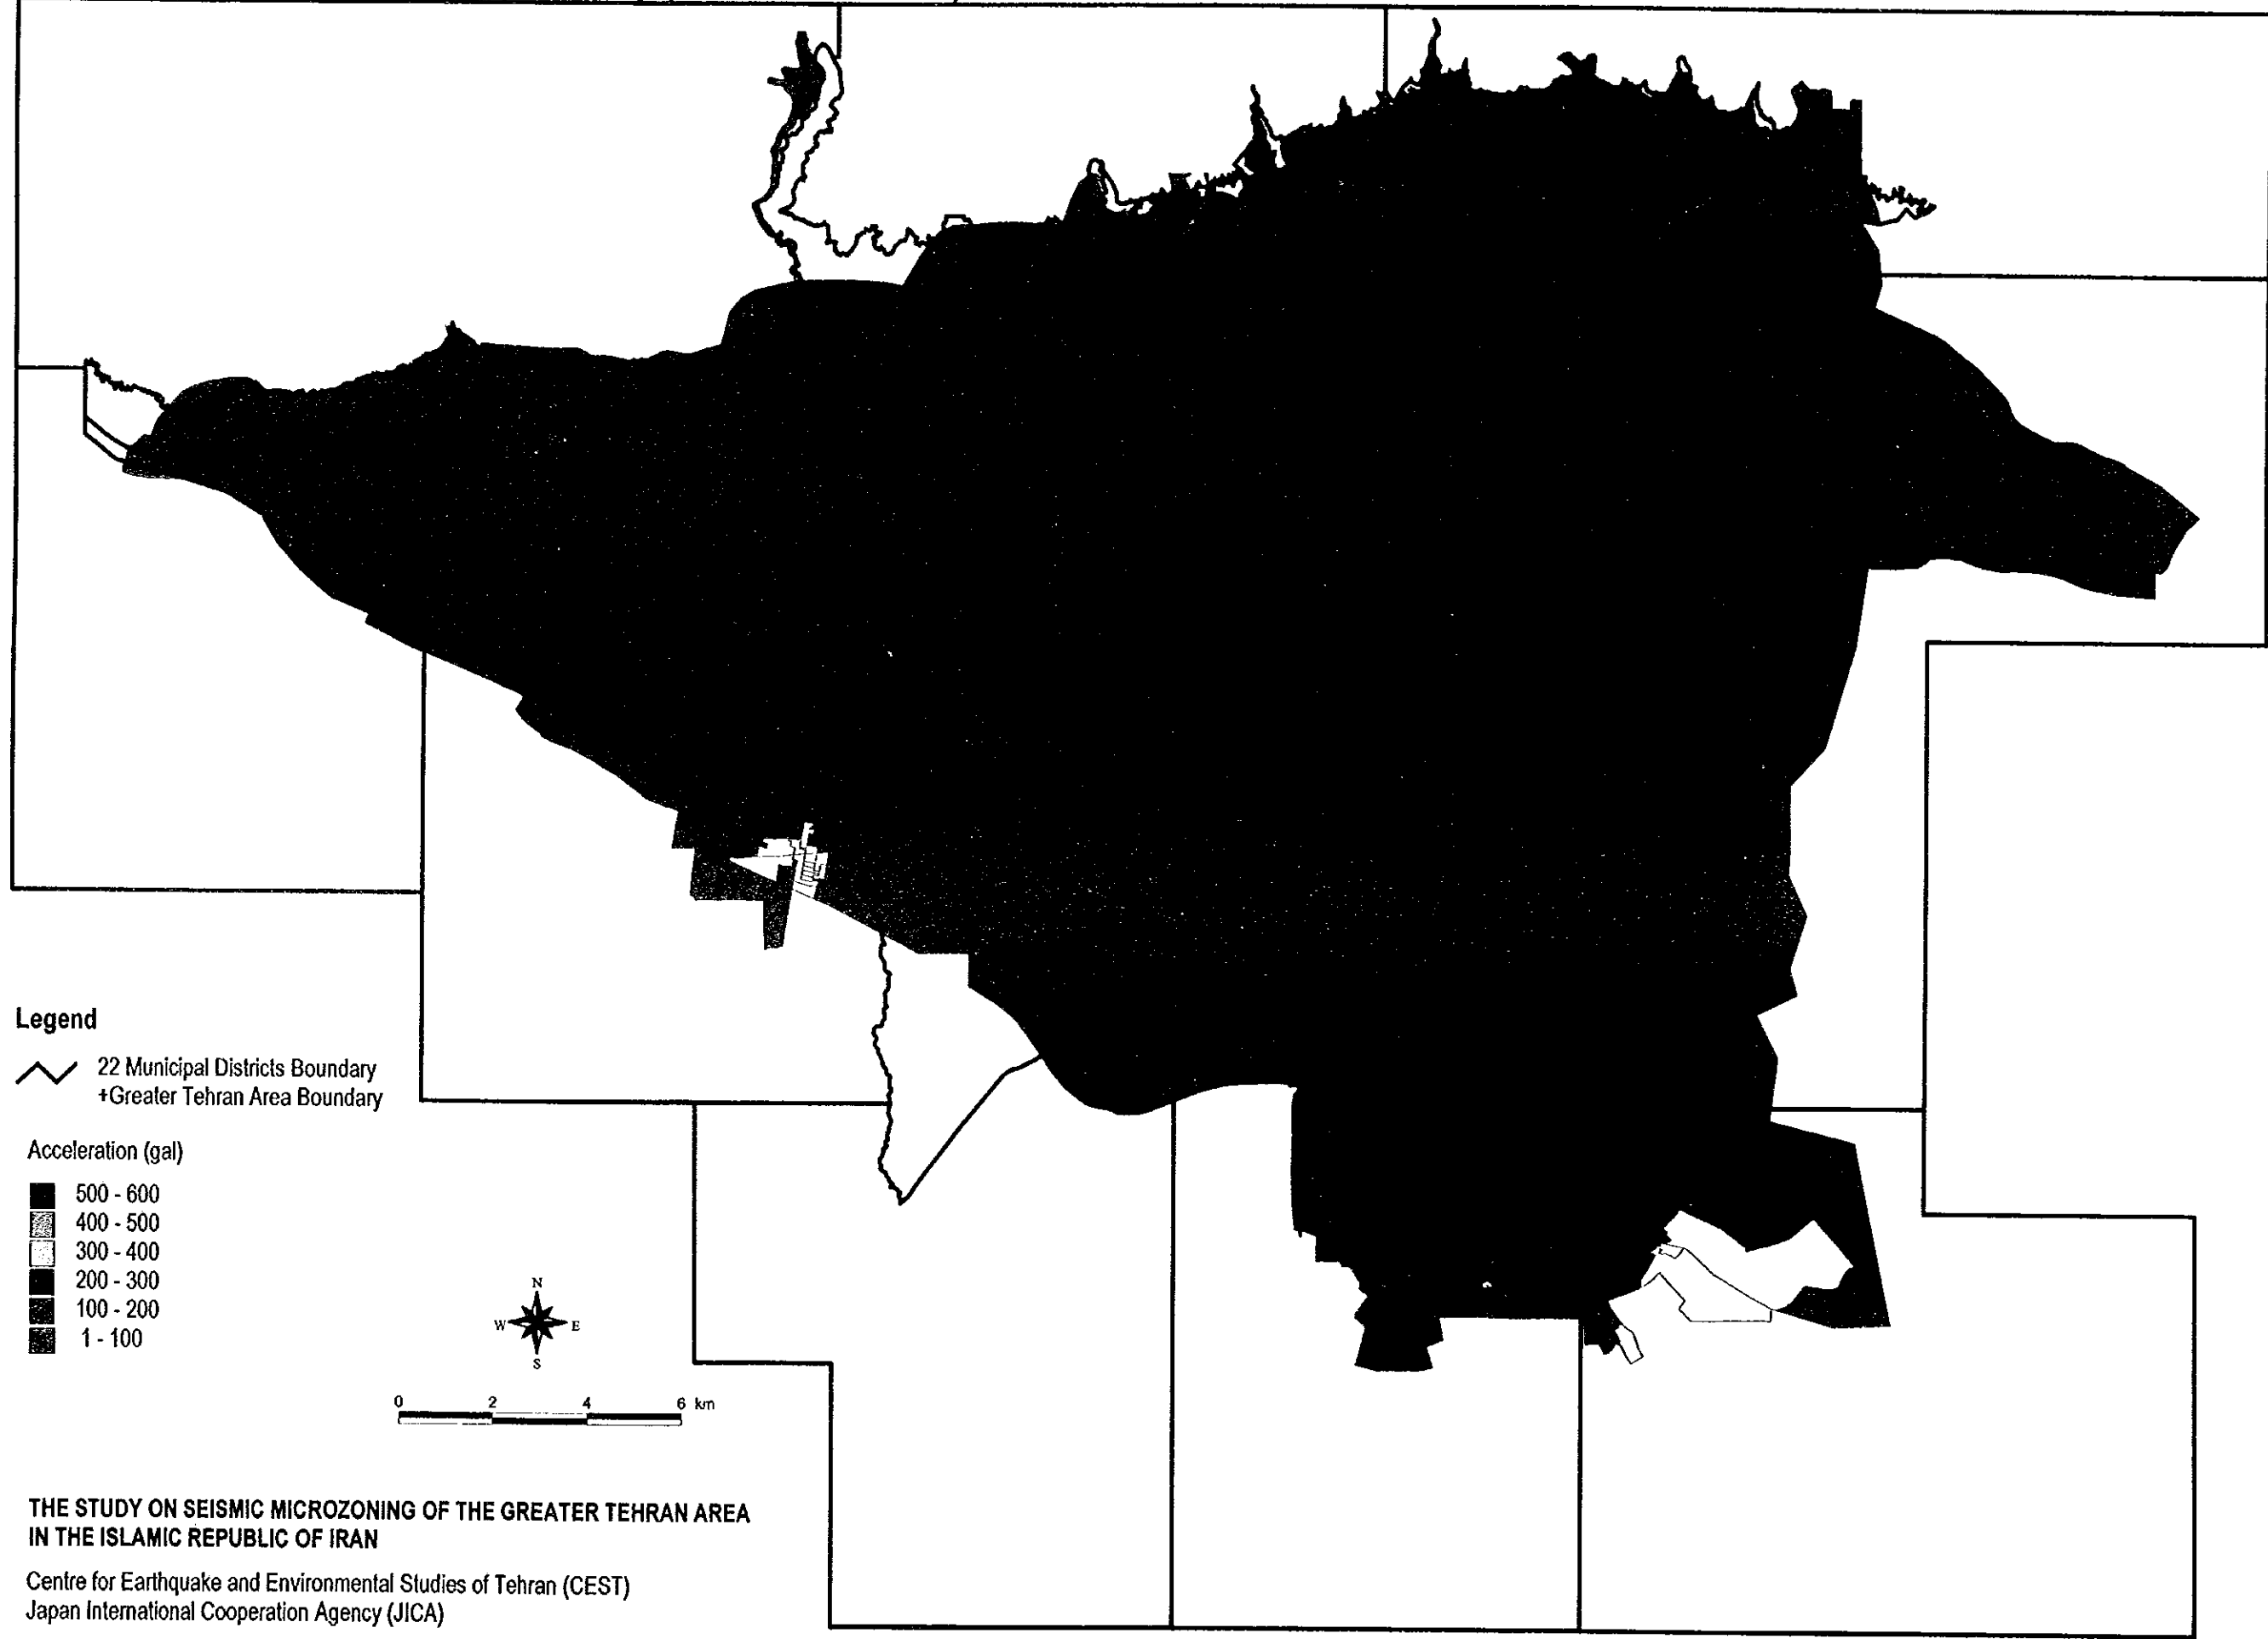 Legend
22 Municipal Districts Boundary
+Greater Tehran Area Boundary
Acceleration (gal)
500 - 600
400 - 500
300 - 400
200 - 300
100 - 200
1 - 100
N
W E
S
0 2 4 6 km
THE STUDY ON SEISMIC MICROZONING OF THE GREATER TEHRAN AREA
IN THE ISLAMIC REPUBLIC OF IRAN
Centre for Earthquake and Environmental Studies of Tehran (CEST)
Japan International Cooperation Agency (JICA)